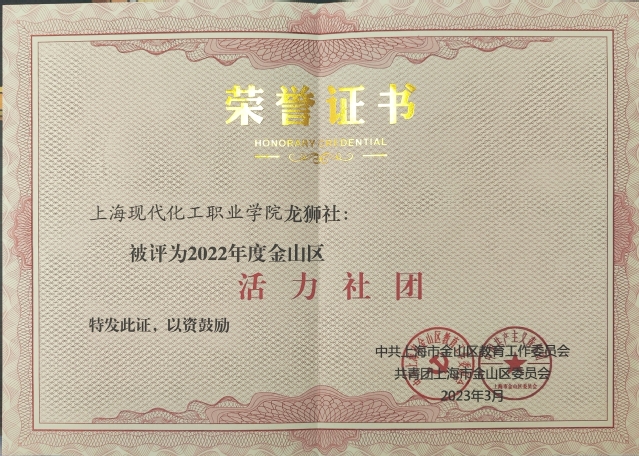 荣誉证书
HONORARY CREDENTIAL
上海现代化工职业学院龙狮社：
被评为2022年度金山区
活力社团
特发此证，以资鼓励
中共上海市金山区教育工作委员会
共青团上海市金山区委员会
2023年3月